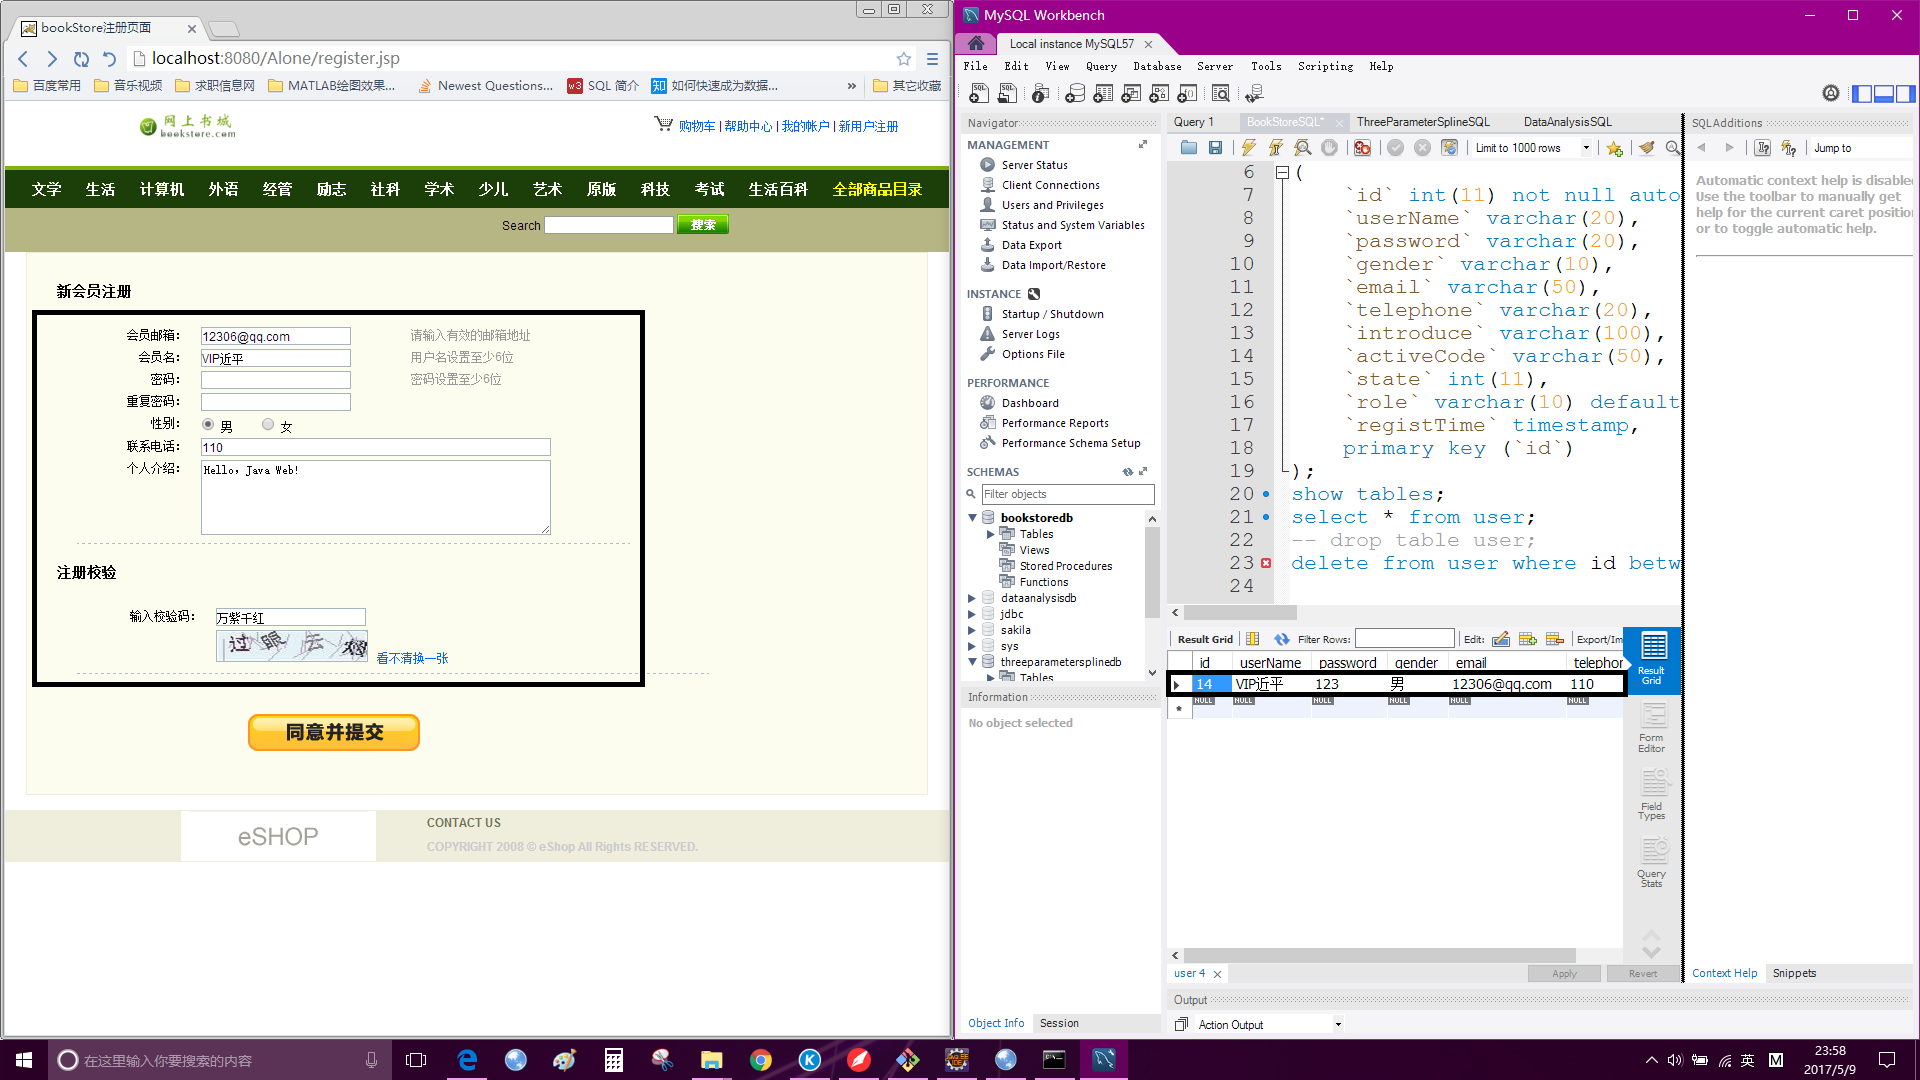 bookStore注册页面
localhost:8080/Alone/register.jsp
百度常用
音乐视频
求职信息网
MATLAB绘图效果...
Newest Questions...
SQL 简介
如何快速成为数据...
»
其它收藏
网上书城
bookstore.com
购物车 | 帮助中心 | 我的帐户 | 新用户注册
文学 生活 计算机 外语 经管 励志 社科 学术 少儿 艺术 原版 科技 考试 生活百科 全部商品目录
Search 搜索
新会员注册
会员邮箱： 12306@qq.com 请输入有效的邮箱地址
会员名： VIP近平 用户名设置至少6位
密码： 密码设置至少6位
重复密码：
性别： 男 女
联系电话： 110
个人介绍： Hello, Java Web!
注册校验
输入校验码： 万紫千红
看不清换一张
同意并提交
eSHOP
CONTACT US
COPYRIGHT 2008 © eShop All Rights RESERVED.
MySQL Workbench
Local instance MySQL57
File Edit View Query Database Server Tools Scripting Help
Navigator
MANAGEMENT
Server Status
Client Connections
Users and Privileges
Status and System Variables
Data Export
Data Import/Restore
INSTANCE
Startup / Shutdown
Server Logs
Options File
PERFORMANCE
Dashboard
Performance Reports
Performance Schema Setup
SCHEMAS
Filter objects
bookstoredb
Tables
Views
Stored Procedures
Functions
dataanalysisdb
jdbc
sakila
sys
threeparametersplinedb
Tables
Information
No object selected
Object Info Session
Query 1 BookStoreSQL* ThreeParameterSplineSQL DataAnalysisSQL
Limit to 1000 rows
6 (
7 `id` int(11) not null auto
8 `userName` varchar(20),
9 `password` varchar(20),
10 `gender` varchar(10),
11 `email` varchar(50),
12 `telephone` varchar(20),
13 `introduce` varchar(100),
14 `activeCode` varchar(50),
15 `state` int(11),
16 `role` varchar(10) default
17 `registTime` timestamp,
18 primary key (`id`)
19 );
20 show tables;
21 select * from user;
22 -- drop table user;
23 delete from user where id betw
24
Result Grid Filter Rows: Edit: Export/Im
id userName password gender email telephon
14 VIP近平 123 男 12306@qq.com 110
NULL NULL NULL NULL NULL NULL
Result Grid
Form Editor
Field Types
Query Stats
user 4
Apply Revert
Output
Action Output
SQLAdditions
Jump to
Automatic context help is disabled
Use the toolbar to manually get
help for the current caret position
or to toggle automatic help.
Context Help Snippets
在这里输入你要搜索的内容
英 M
23:58
2017/5/9